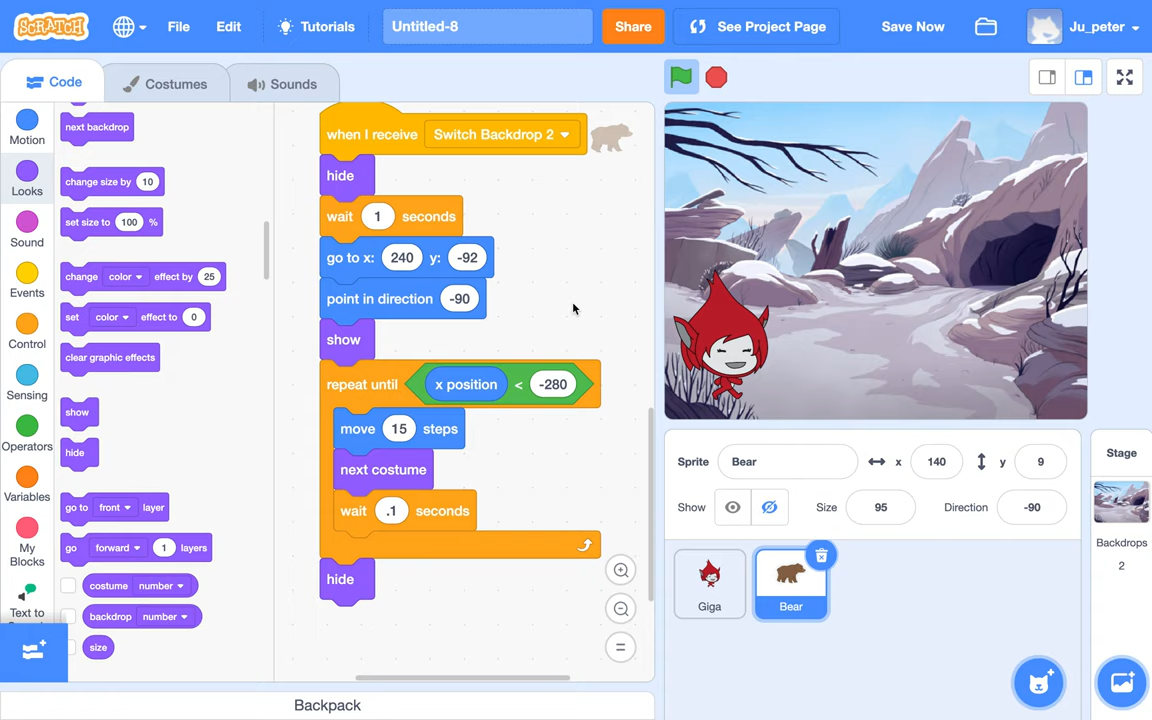 SCRATCH File Edit Tutorials Untitled-8 Share See Project Page Save Now Ju_peter
Code Costumes Sounds
Motion
Looks
Sound
Events
Control
Sensing
Operators
Variables
My
Blocks
Text to
next backdrop
change size by 10
set size to 100 %
change color effect by 25
set color effect to 0
clear graphic effects
show
hide
go to front layer
go forward 1 layers
costume number
backdrop number
size
when I receive Switch Backdrop 2
hide
wait 1 seconds
go to x: 240 y: -92
point in direction -90
show
repeat until x position < -280
move 15 steps
next costume
wait .1 seconds
hide
Backpack
Sprite Bear x 140 y 9
Show Size 95 Direction -90
Giga
Bear
Stage
Backdrops
2